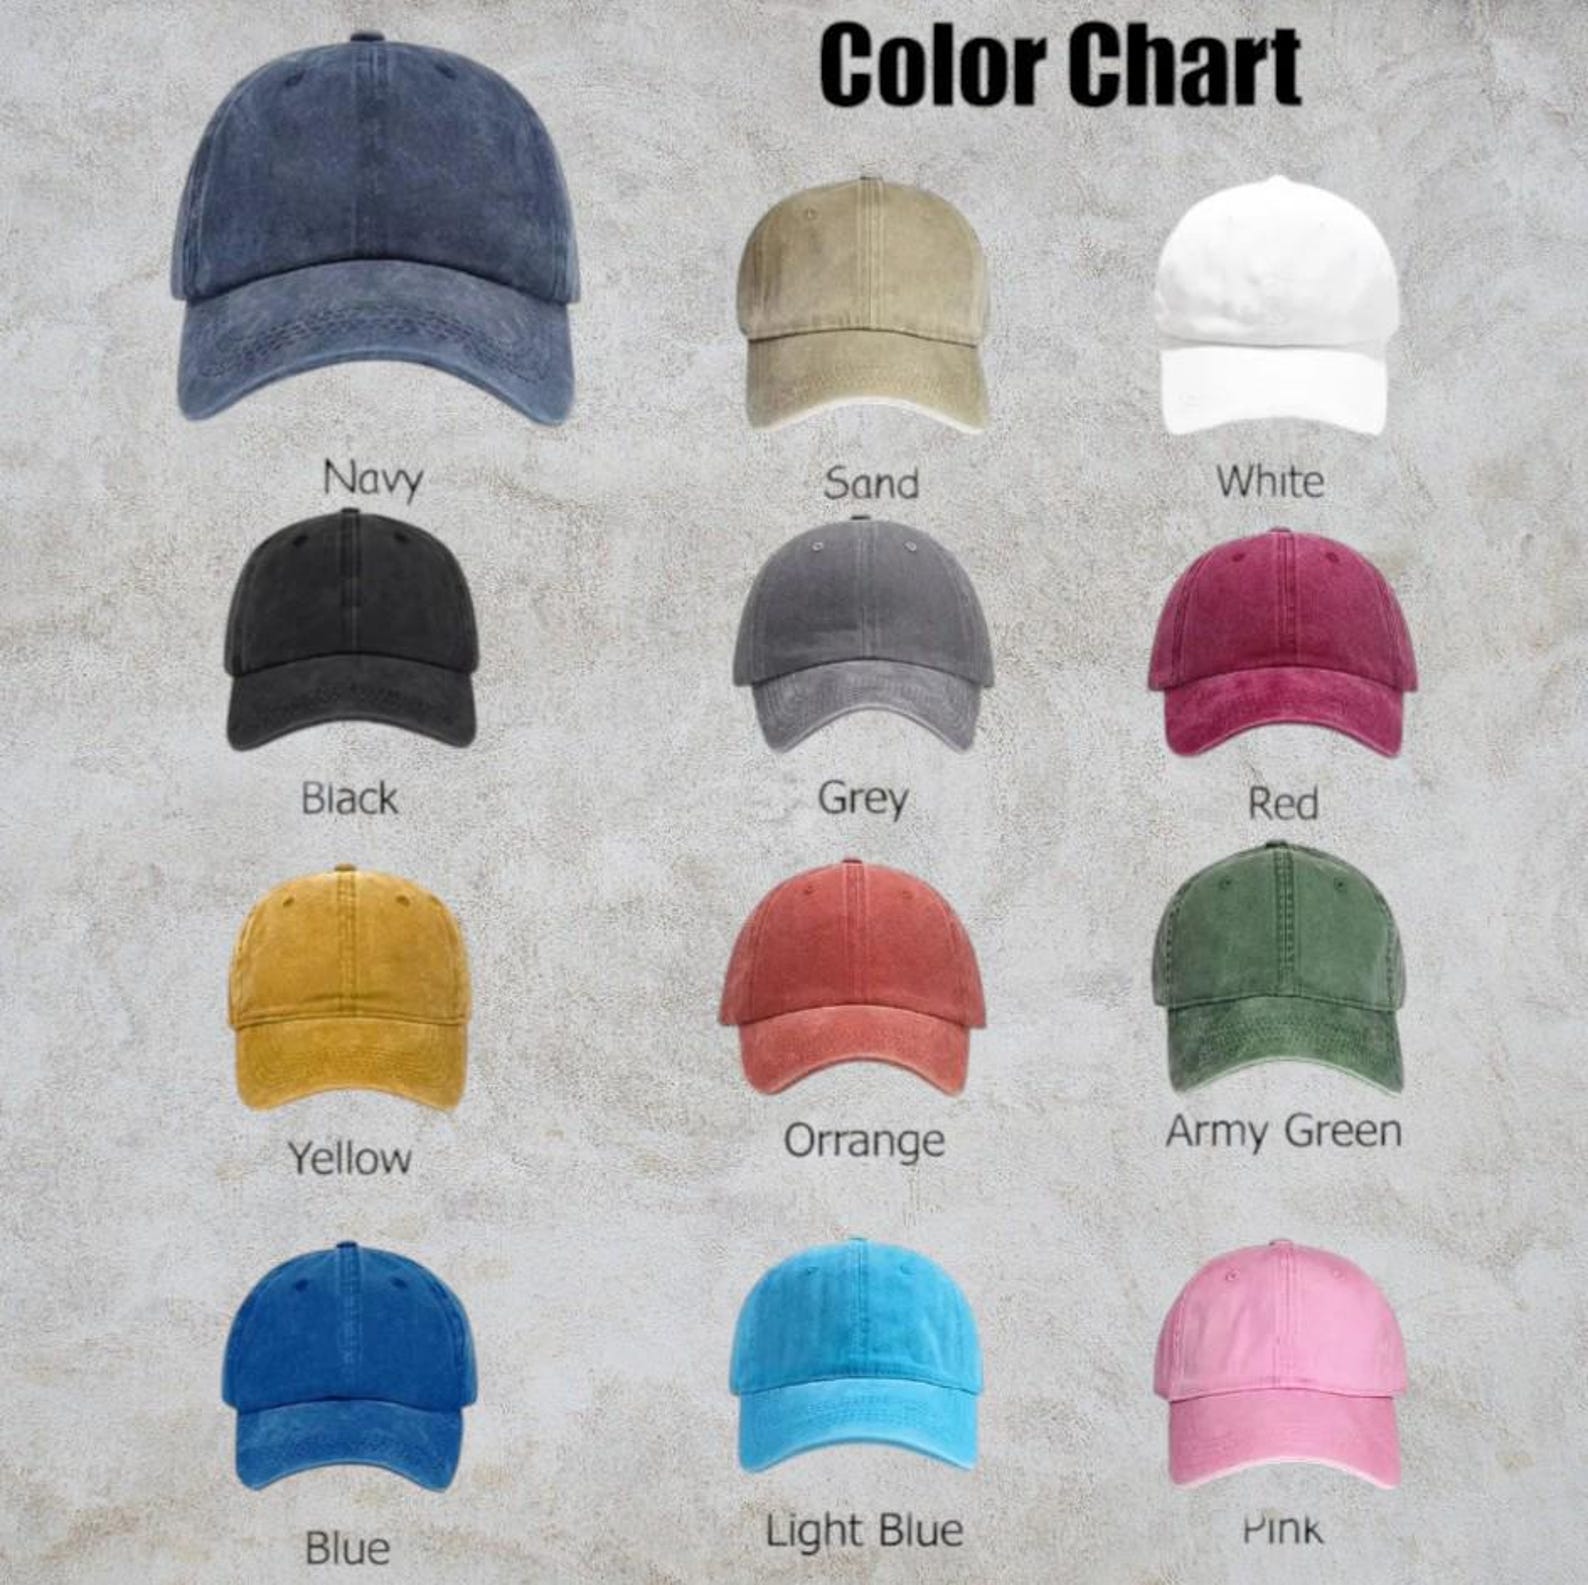 Color Chart
Navy
Sand
White
Black
Grey
Red
Yellow
Orrange
Army Green
Blue
Light Blue
Pink